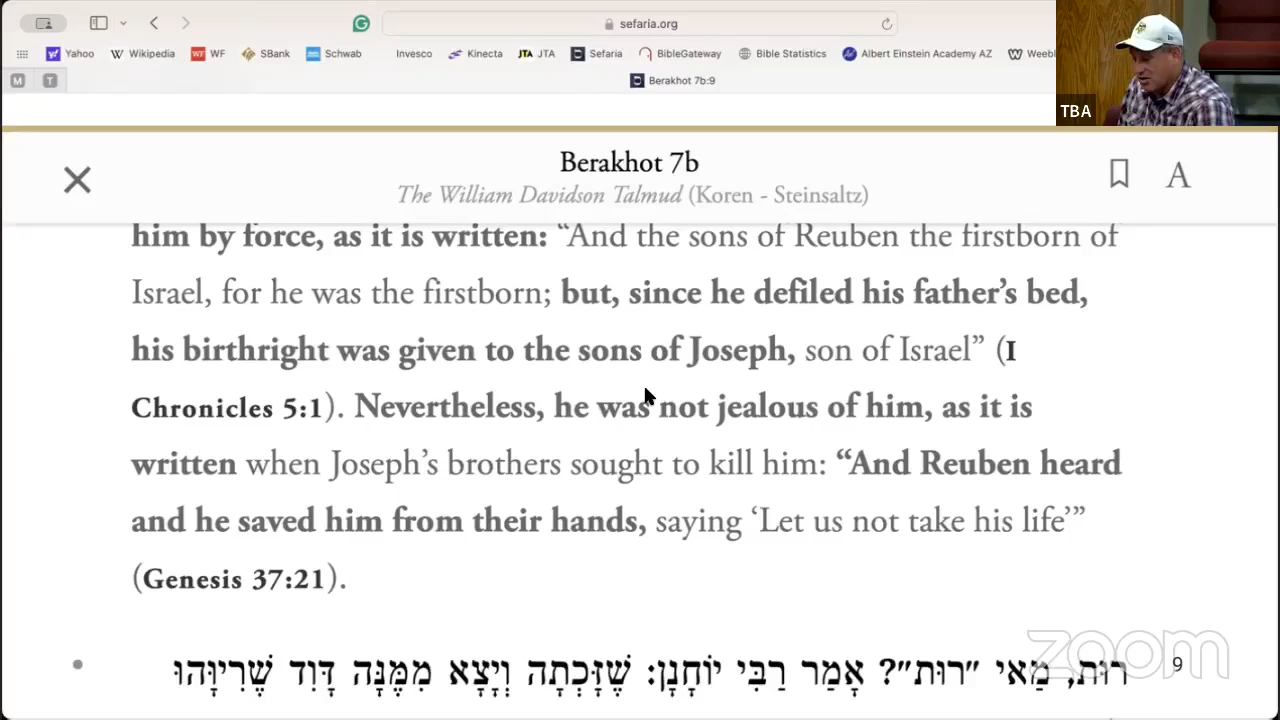 sefaria.org
Yahoo Wikipedia WF SBank Schwab Invesco Kinecta JTA JTA Sefaria BibleGateway Bible Statistics Albert Einstein Academy AZ Weeb
M T Berakhot 7b:9
TBA
Berakhot 7b
The William Davidson Talmud (Koren - Steinsaltz)
A
him by force, as it is written: “And the sons of Reuben the firstborn of
Israel, for he was the firstborn; but, since he defiled his father’s bed,
his birthright was given to the sons of Joseph, son of Israel” (I
Chronicles 5:1). Nevertheless, he was not jealous of him, as it is
written when Joseph’s brothers sought to kill him: “And Reuben heard
and he saved him from their hands, saying ‘Let us not take his life’”
(Genesis 37:21).
רוּת, מַאי ״רוּת״? אָמַר רַבִּי יוֹחָנָן: שֶׁזָּכְתָה וְיָצָא מִמֶּנָּה דָּוִד שֶׁרִיוָּהוּ
9
zoom